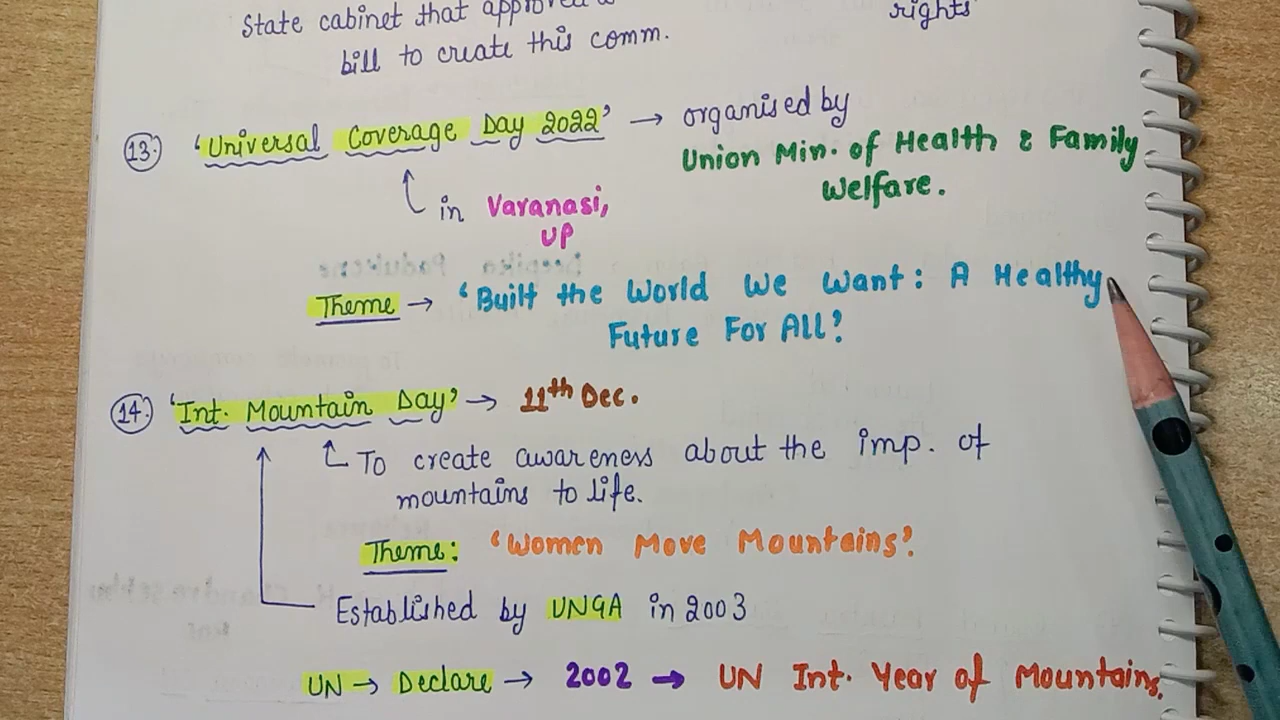 State cabinet that approved a
rights
bill to create this comm.
13. 'Universal Coverage Day 2022' → organised by
Union Min. of Health & Family
Welfare.
in Varanasi,
UP
Theme → 'Built the World We Want: A Healthy
Future For All'.
14. 'Int. Mountain Day' → 11th Dec.
To create awareness about the imp. of
mountains to life.
Theme: 'Women Move Mountains'.
Established by UNGA in 2003
UN → Declare → 2002 → UN Int. Year of Mountains.